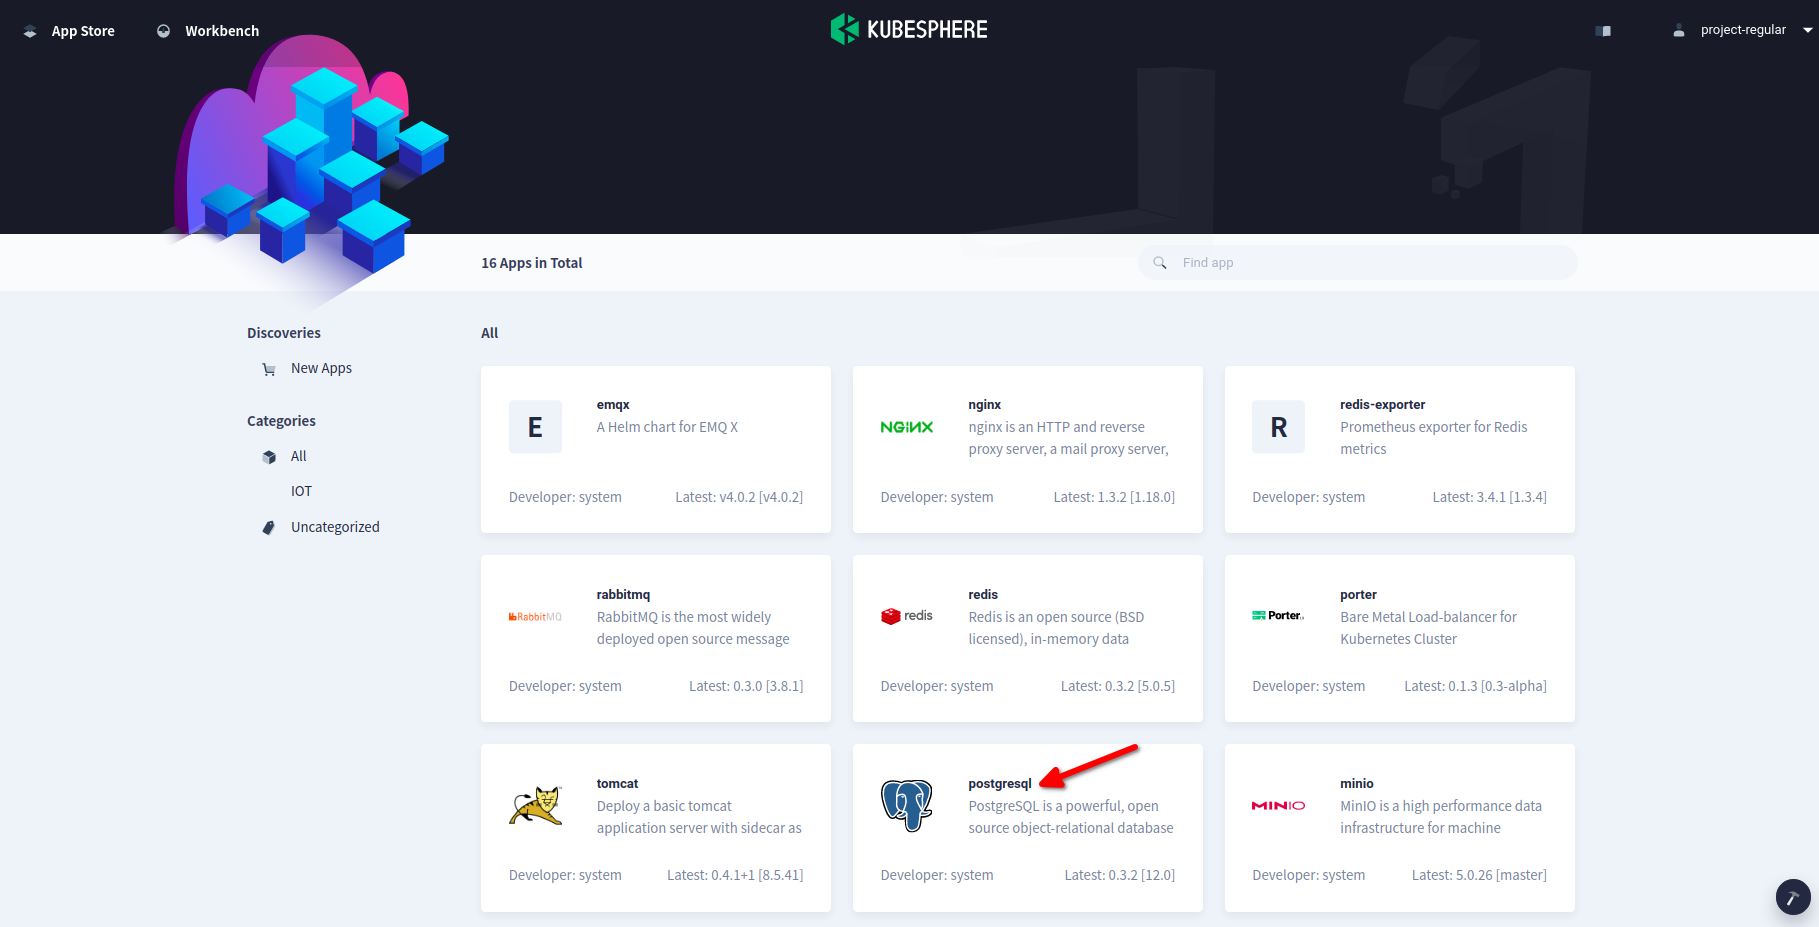 App Store
Workbench
KUBESPHERE
project-regular
16 Apps in Total
Find app
Discoveries
New Apps
Categories
All
IOT
Uncategorized
All
E
emqx
A Helm chart for EMQ X
Developer: system
Latest: v4.0.2 [v4.0.2]
NGINX
nginx
nginx is an HTTP and reverse
proxy server, a mail proxy server,
Developer: system
Latest: 1.3.2 [1.18.0]
R
redis-exporter
Prometheus exporter for Redis
metrics
Developer: system
Latest: 3.4.1 [1.3.4]
RabbitMQ
rabbitmq
RabbitMQ is the most widely
deployed open source message
Developer: system
Latest: 0.3.0 [3.8.1]
redis
redis
Redis is an open source (BSD
licensed), in-memory data
Developer: system
Latest: 0.3.2 [5.0.5]
Porter
porter
Bare Metal Load-balancer for
Kubernetes Cluster
Developer: system
Latest: 0.1.3 [0.3-alpha]
tomcat
Deploy a basic tomcat
application server with sidecar as
Developer: system
Latest: 0.4.1+1 [8.5.41]
postgresql
PostgreSQL is a powerful, open
source object-relational database
Developer: system
Latest: 0.3.2 [12.0]
MINIO
minio
MinIO is a high performance data
infrastructure for machine
Developer: system
Latest: 5.0.26 [master]